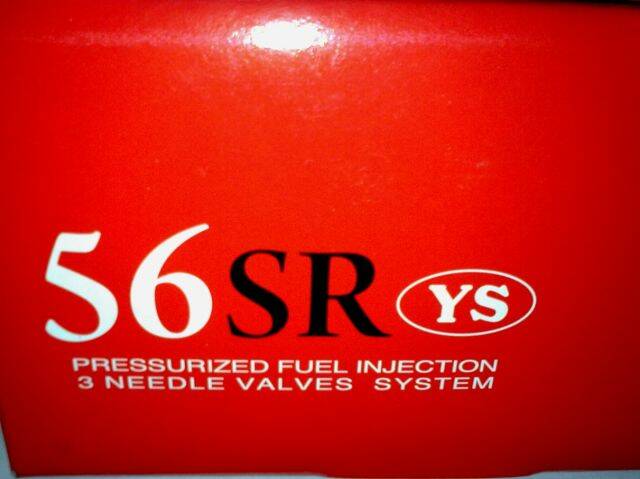 56SR YS
PRESSURIZED FUEL INJECTION
3 NEEDLE VALVES SYSTEM